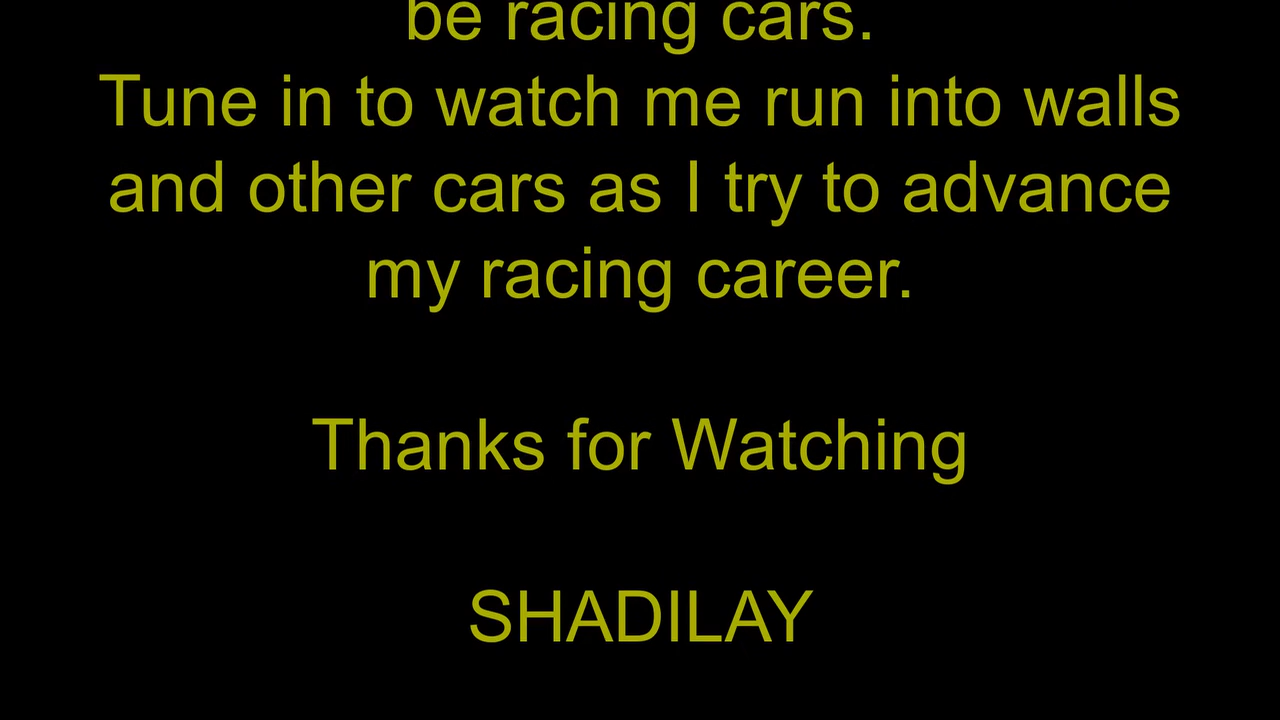 be racing cars.
Tune in to watch me run into walls
and other cars as I try to advance
my racing career.
Thanks for Watching
SHADILAY